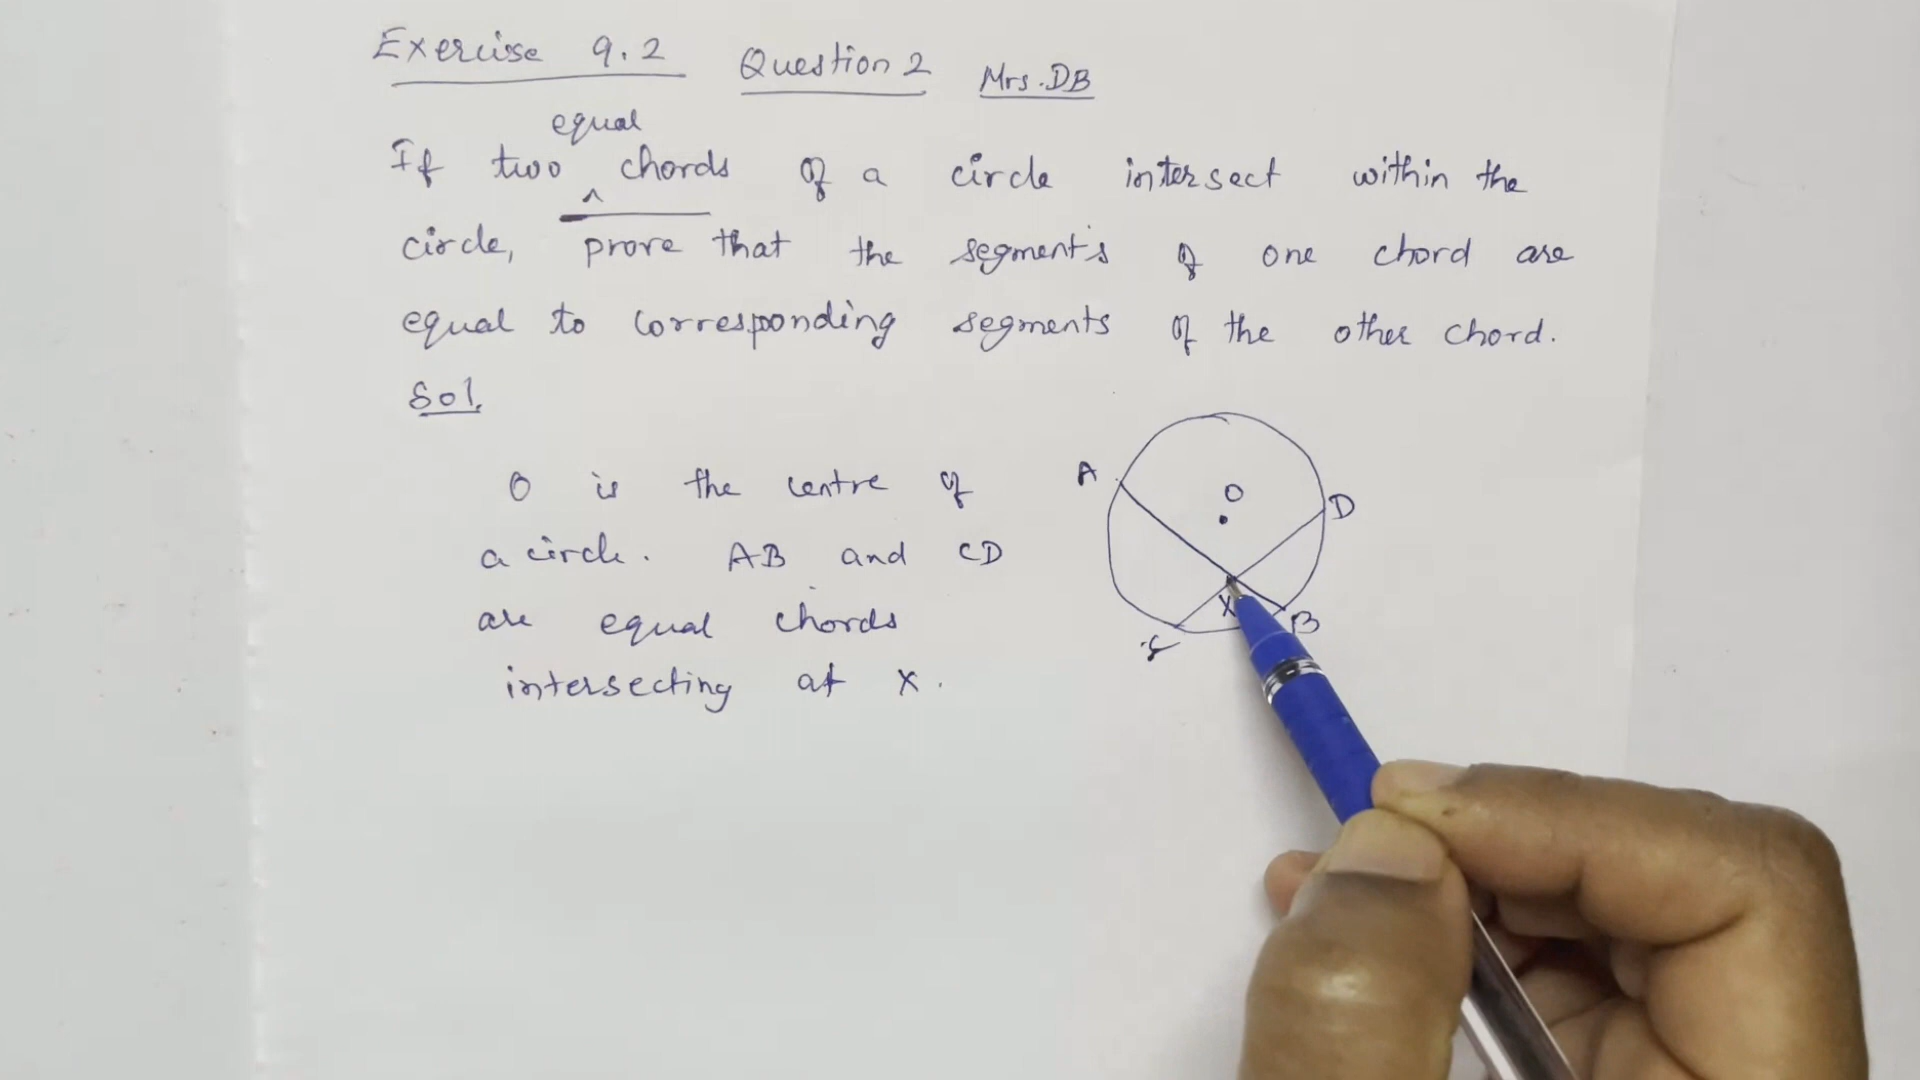 Exercise 9.2 Question 2 Mrs.DB
equal
If two ^ chords of a circle intersect within the
circle, prove that the segments of one chord are
equal to corresponding segments of the other chord.
Sol.
O is the centre of
a circle. AB and CD
are equal chords
intersecting at X.
A
O
D
X
B
C